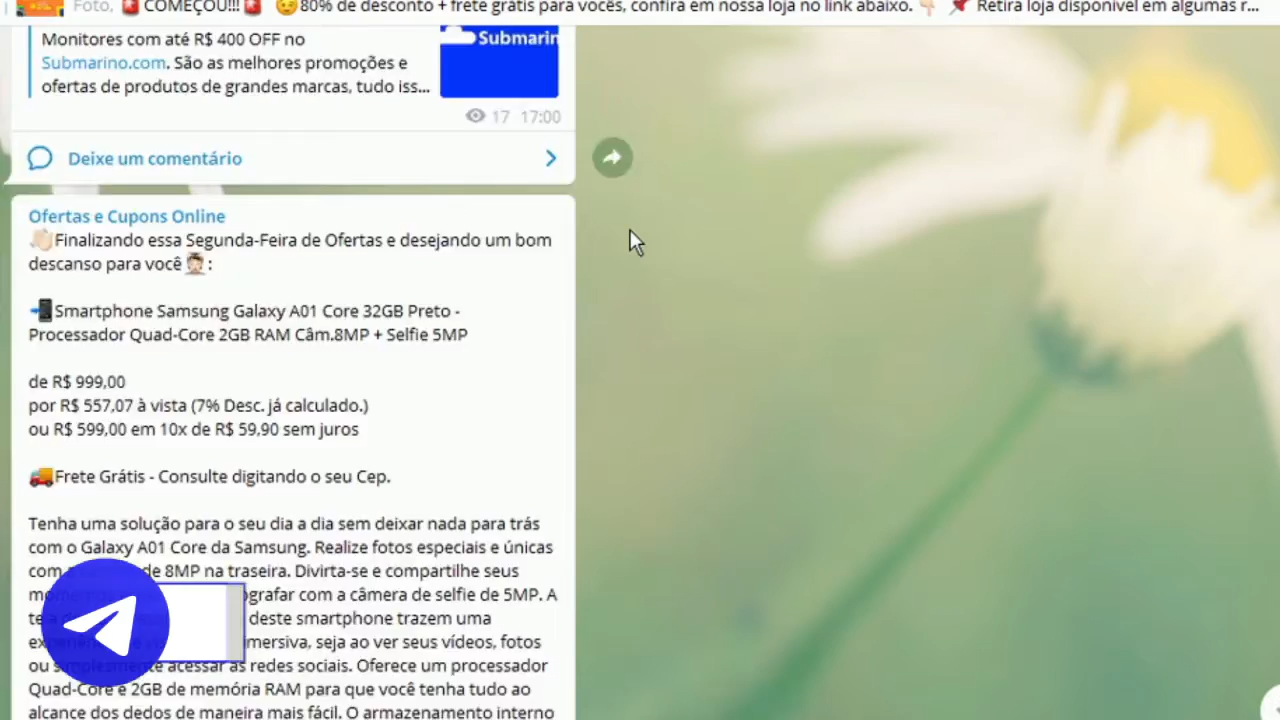 Foto, 🚨 COMEÇOU!!!🚨 😉80% de desconto + frete grátis para vocês, confira em nossa loja no link abaixo. 👇🏻 📌 Retira loja disponível em algumas r...
Monitores com até R$ 400 OFF no
Submarino.com. São as melhores promoções e
ofertas de produtos de grandes marcas, tudo iss...
Submarin
17 17:00
Deixe um comentário
Ofertas e Cupons Online
👏🏻Finalizando essa Segunda-Feira de Ofertas e desejando um bom
descanso para você💆🏻:
📲Smartphone Samsung Galaxy A01 Core 32GB Preto -
Processador Quad-Core 2GB RAM Câm.8MP + Selfie 5MP
de R$ 999,00
por R$ 557,07 à vista (7% Desc. já calculado.)
ou R$ 599,00 em 10x de R$ 59,90 sem juros
🚚Frete Grátis - Consulte digitando o seu Cep.
Tenha uma solução para o seu dia a dia sem deixar nada para trás
com o Galaxy A01 Core da Samsung. Realize fotos especiais e únicas
com de 8MP na traseira. Divirta-se e compartilhe seus
ografar com a câmera de selfie de 5MP. A
deste smartphone trazem uma
mersiva, seja ao ver seus vídeos, fotos
ou simplesmente acessar as redes sociais. Oferece um processador
Quad-Core e 2GB de memória RAM para que você tenha tudo ao
alcance dos dedos de maneira mais fácil. O armazenamento interno